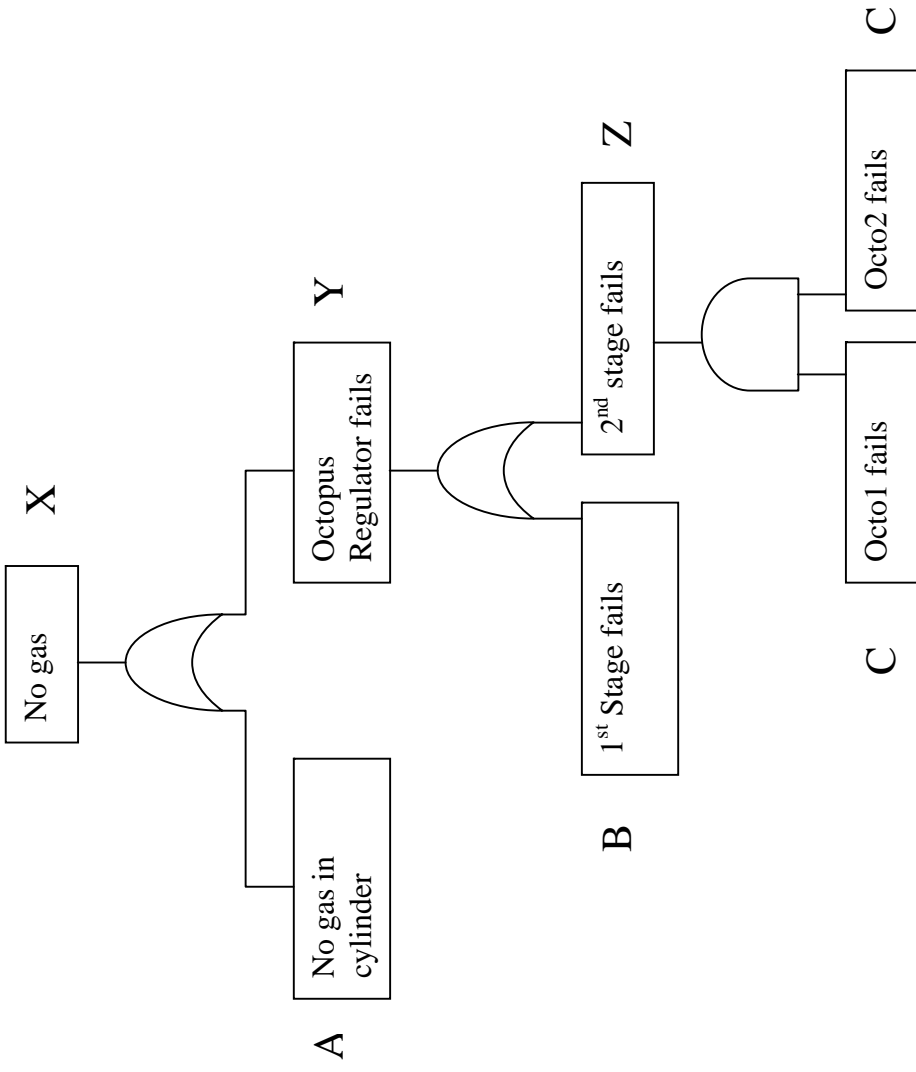 No gas
X
A
No gas in
cylinder
Octopus
Regulator fails
Y
B
1st Stage fails
2nd stage fails
Z
C
Octo1 fails
Octo2 fails
C